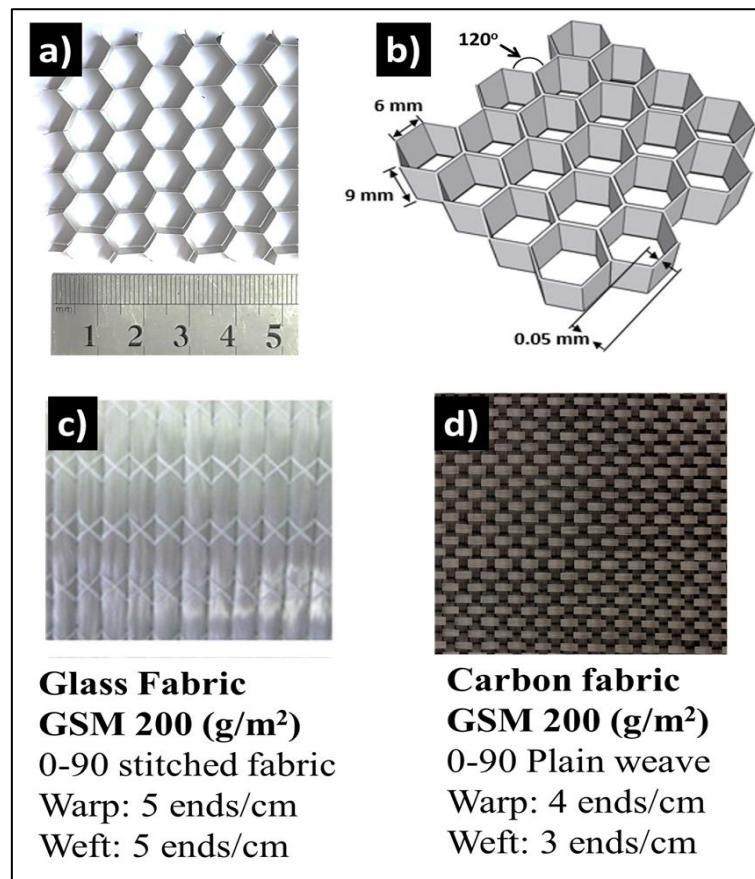 a)
b)
120°
6 mm
9 mm
0.05 mm
mm
1 2 3 4 5
c)
d)
Glass Fabric
GSM 200 (g/m²)
0-90 stitched fabric
Warp: 5 ends/cm
Weft: 5 ends/cm
Carbon fabric
GSM 200 (g/m²)
0-90 Plain weave
Warp: 4 ends/cm
Weft: 3 ends/cm